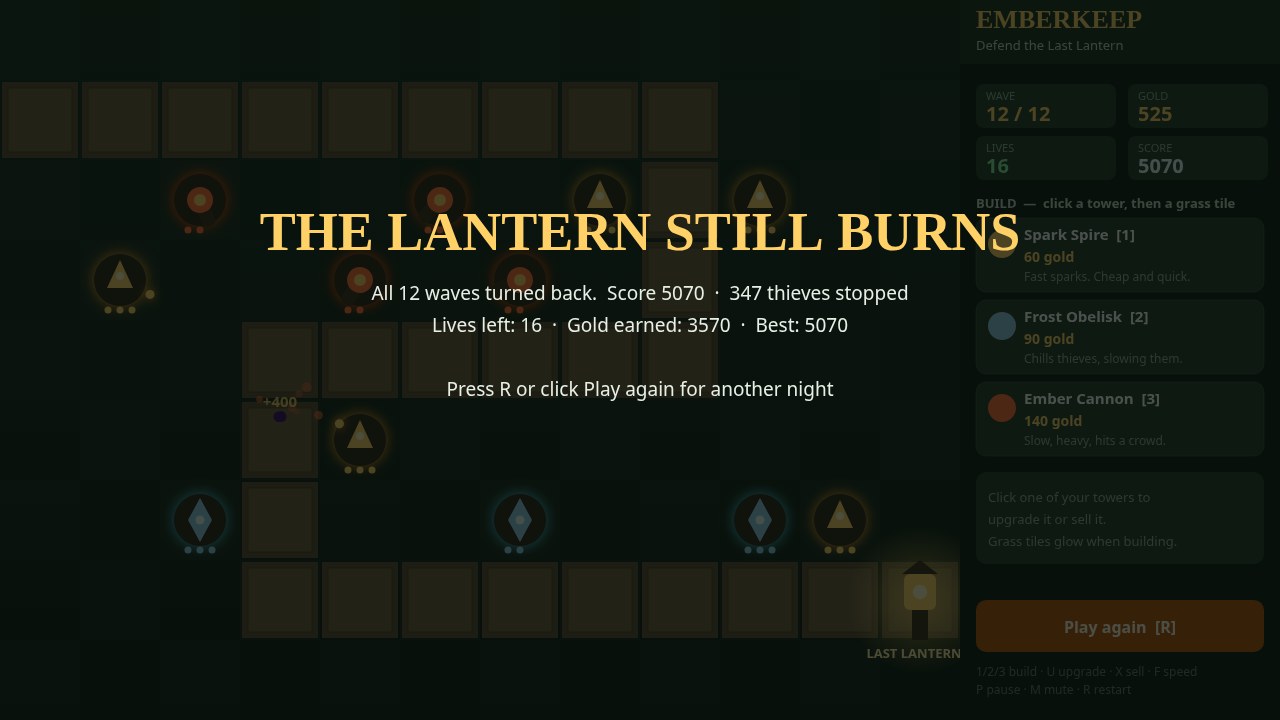 EMBERKEEP
Defend the Last Lantern
WAVE
12 / 12
GOLD
525
LIVES
16
SCORE
5070
BUILD — click a tower, then a grass tile
Spark Spire [1]
60 gold
Fast sparks. Cheap and quick.
Frost Obelisk [2]
90 gold
Chills thieves, slowing them.
Ember Cannon [3]
140 gold
Slow, heavy, hits a crowd.
Click one of your towers to
upgrade it or sell it.
Grass tiles glow when building.
Play again [R]
1/2/3 build · U upgrade · X sell · F speed
P pause · M mute · R restart
THE LANTERN STILL BURNS
All 12 waves turned back. Score 5070 · 347 thieves stopped
Lives left: 16 · Gold earned: 3570 · Best: 5070
Press R or click Play again for another night
+400
LAST LANTERN